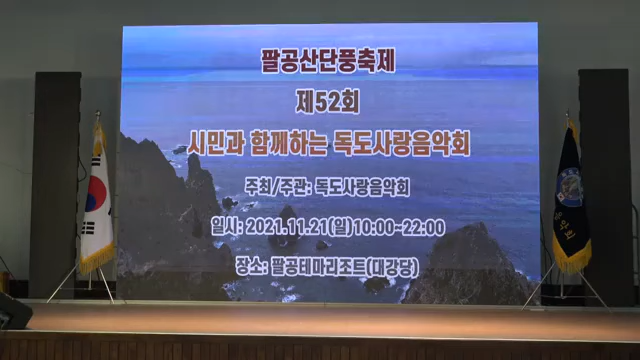 팔공산단풍축제
제52회
시민과 함께하는 독도사랑음악회
주최/주관: 독도사랑음악회
일시: 2021.11.21(일)10:00~22:00
장소: 팔공테마리조트(대강당)
음악회